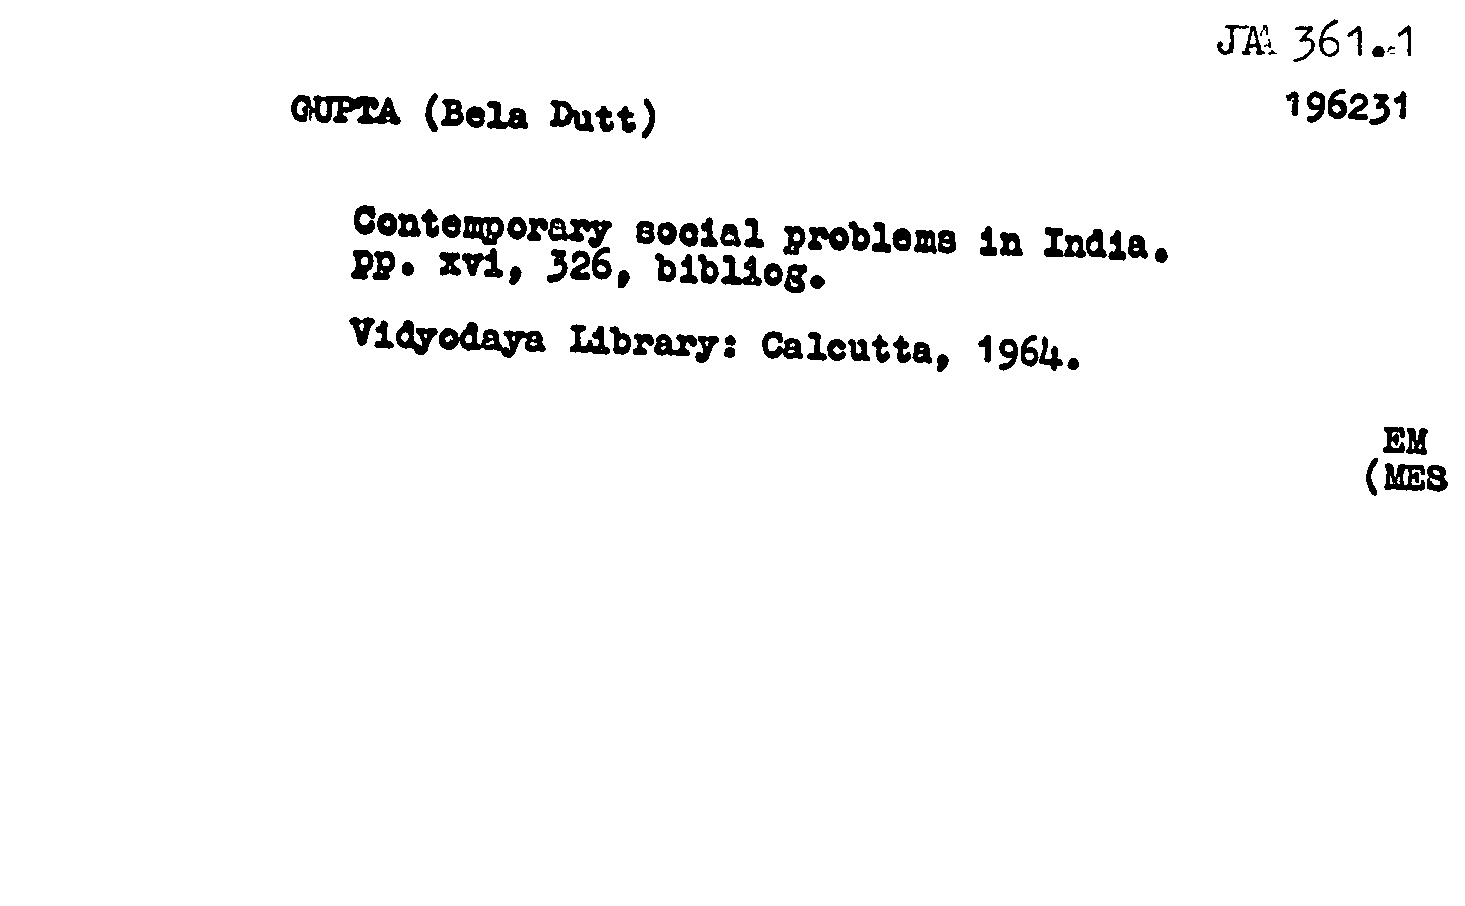 JA 361.1
GUPTA (Bela Dutt)
196231
Contemporary social problems in India.
pp. xvi, 326, bibliog.
Vidyodaya Library: Calcutta, 1964.
EM
(MES